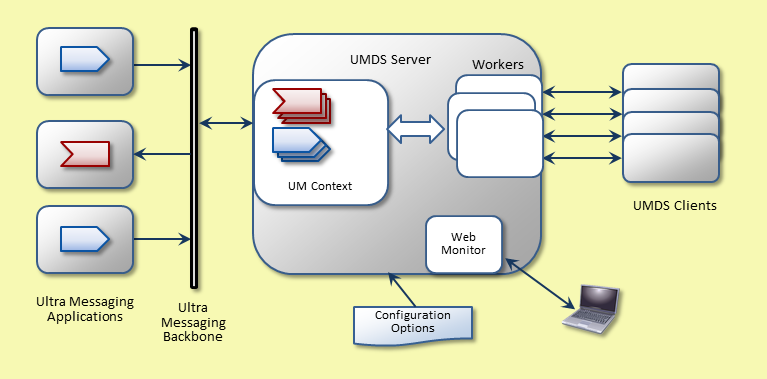 UMDS Server
Workers
UM Context
UMDS Clients
Web
Monitor
Ultra Messaging
Applications
Ultra
Messaging
Backbone
Configuration
Options